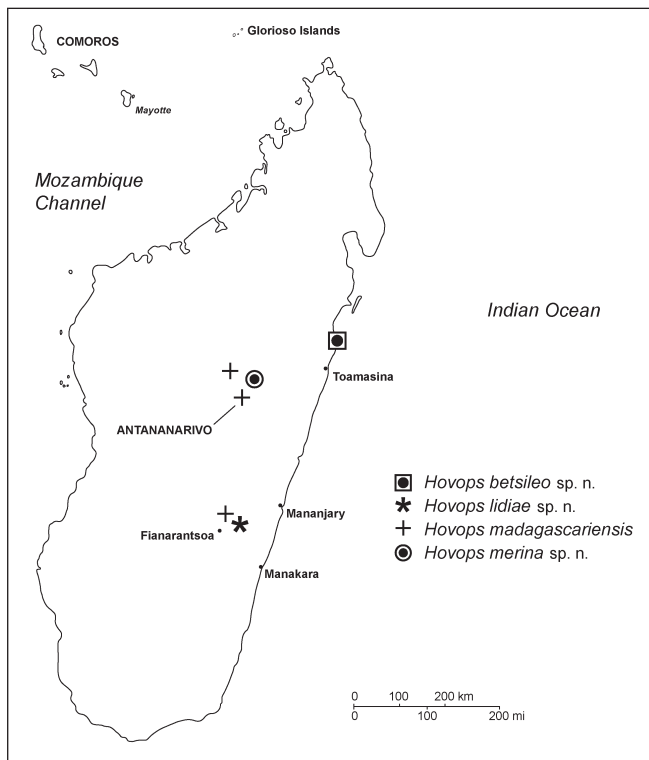 COMOROS
Glorioso Islands
Mayotte
Mozambique
Channel
Indian Ocean
Toamasina
ANTANANARIVO
Hovops betsileo sp. n.
Hovops lidiae sp. n.
Hovops madagascariensis
Hovops merina sp. n.
Mananjary
Fianarantsoa
Manakara
0 100 200 km
0 100 200 mi